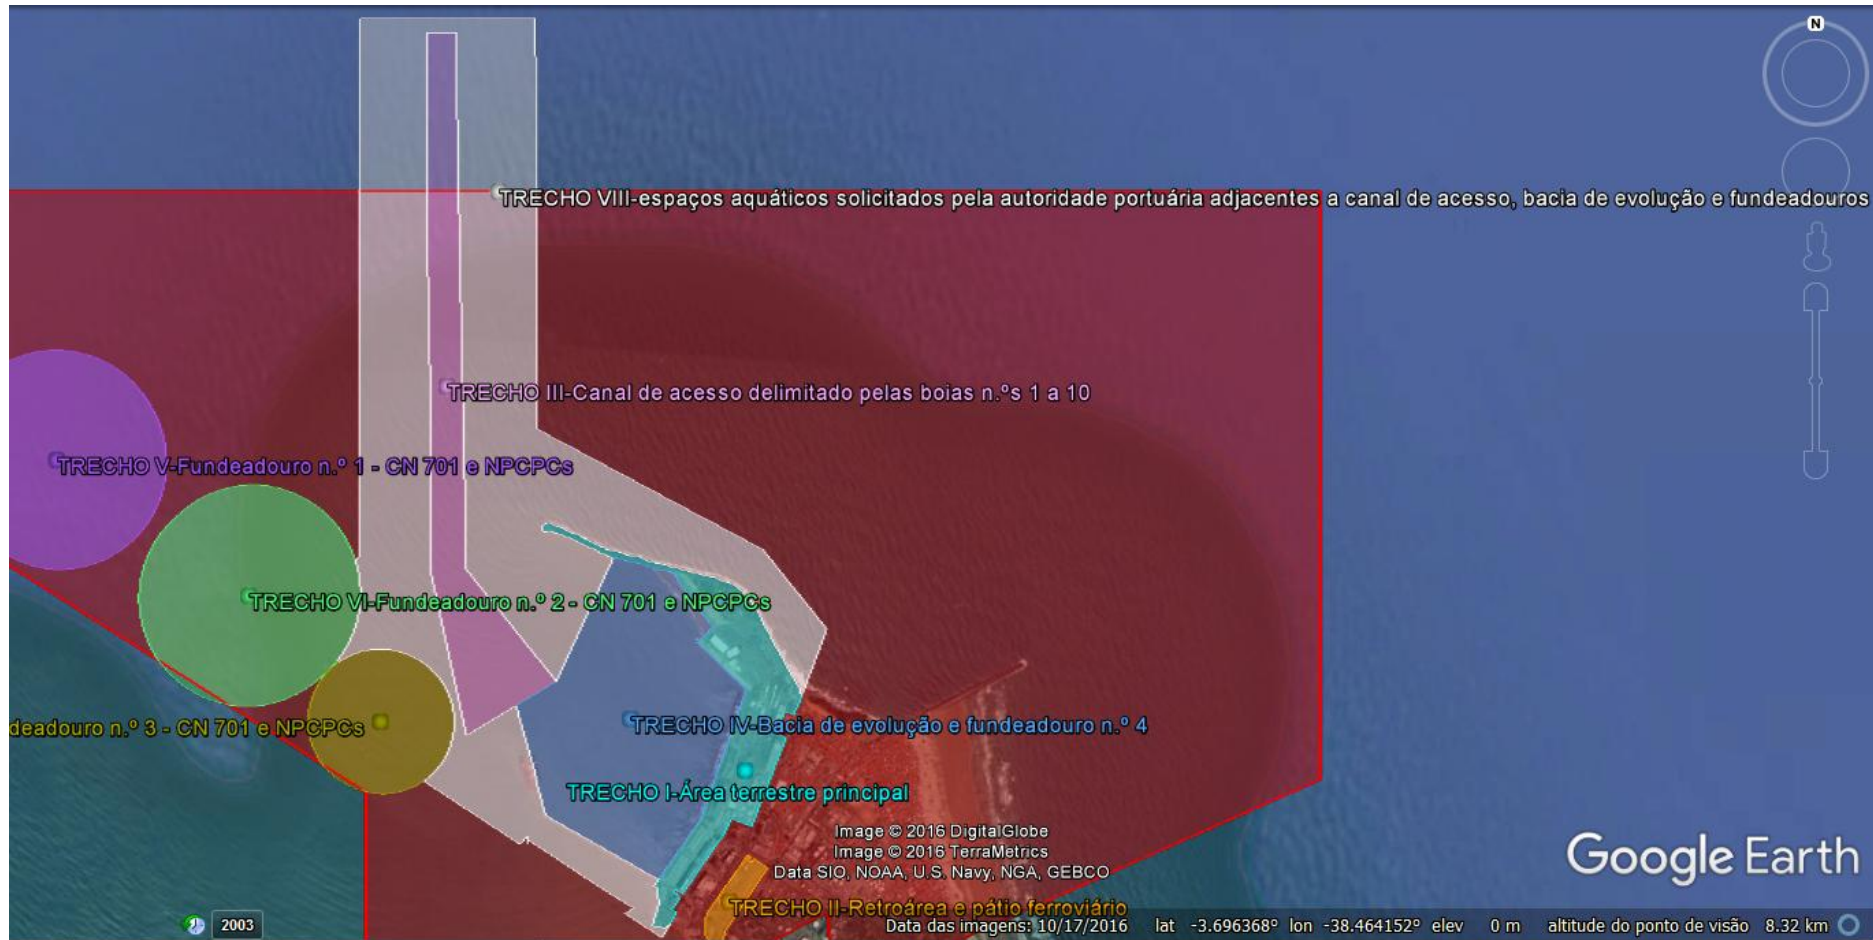 N
TRECHO VIII-espaços aquáticos solicitados pela autoridade portuária adjacentes a canal de acesso, bacia de evolução e fundeadouros
TRECHO III-Canal de acesso delimitado pelas boias n.ºs 1 a 10
TRECHO V-Fundeadouro n.º 1 - CN 701 e NPCPCs
TRECHO VI-Fundeadouro n.º 2 - CN 701 e NPCPCs
deadouro n.º 3 - CN 701 e NPCPCs
TRECHO IV-Bacia de evolução e fundeadouro n.º 4
TRECHO I-Área terrestre principal
Image © 2016 DigitalGlobe
Image © 2016 TerraMetrics
Data SIO, NOAA, U.S. Navy, NGA, GEBCO
Google Earth
TRECHO II-Retroárea e pátio ferroviário
2003
Data das imagens: 10/17/2016 lat -3.696368° lon -38.464152° elev 0 m altitude do ponto de visão 8.32 km